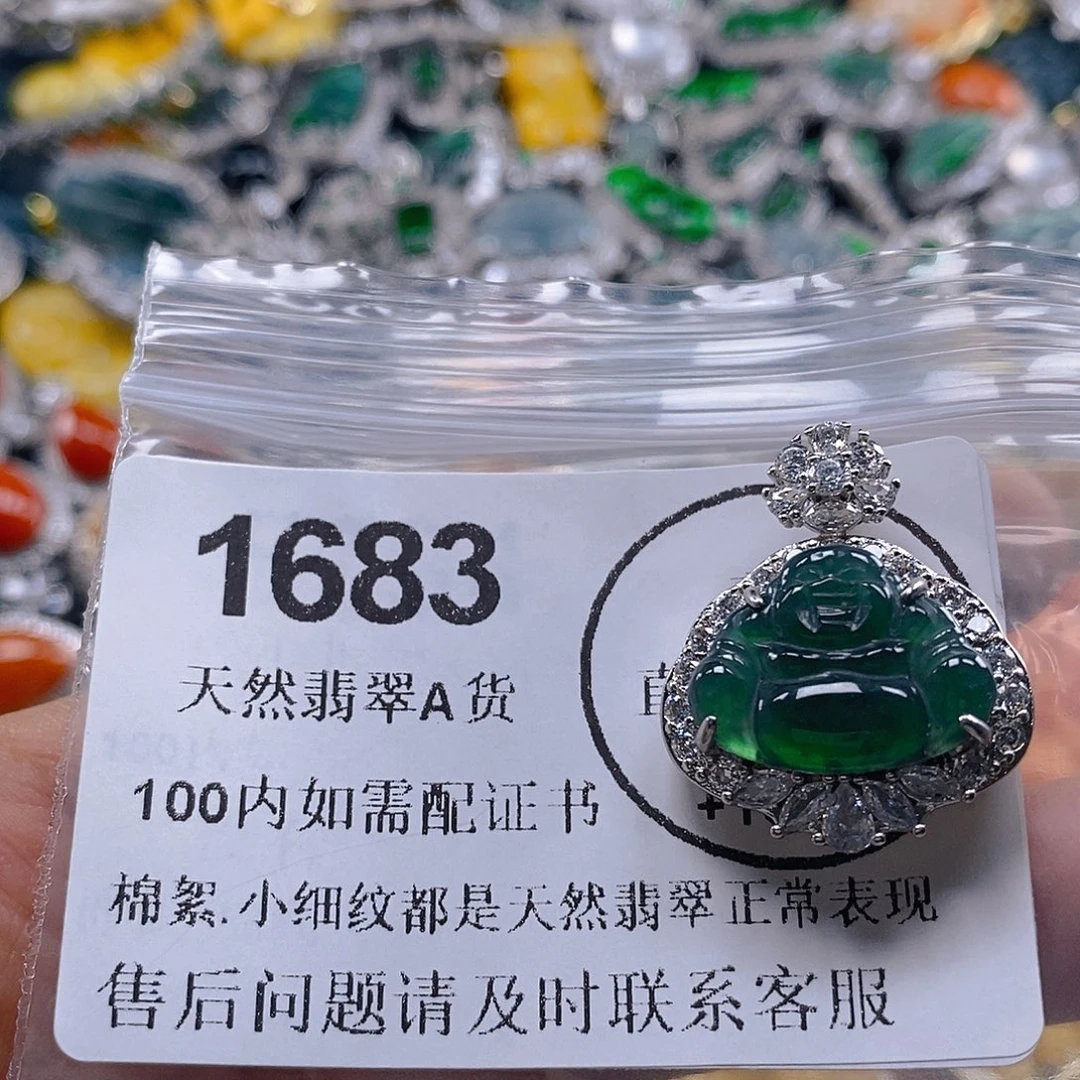 1683
天然翡翠A货
100内如需配证书
棉絮.小细纹都是天然翡翠正常表现
售后问题请及时联系客服